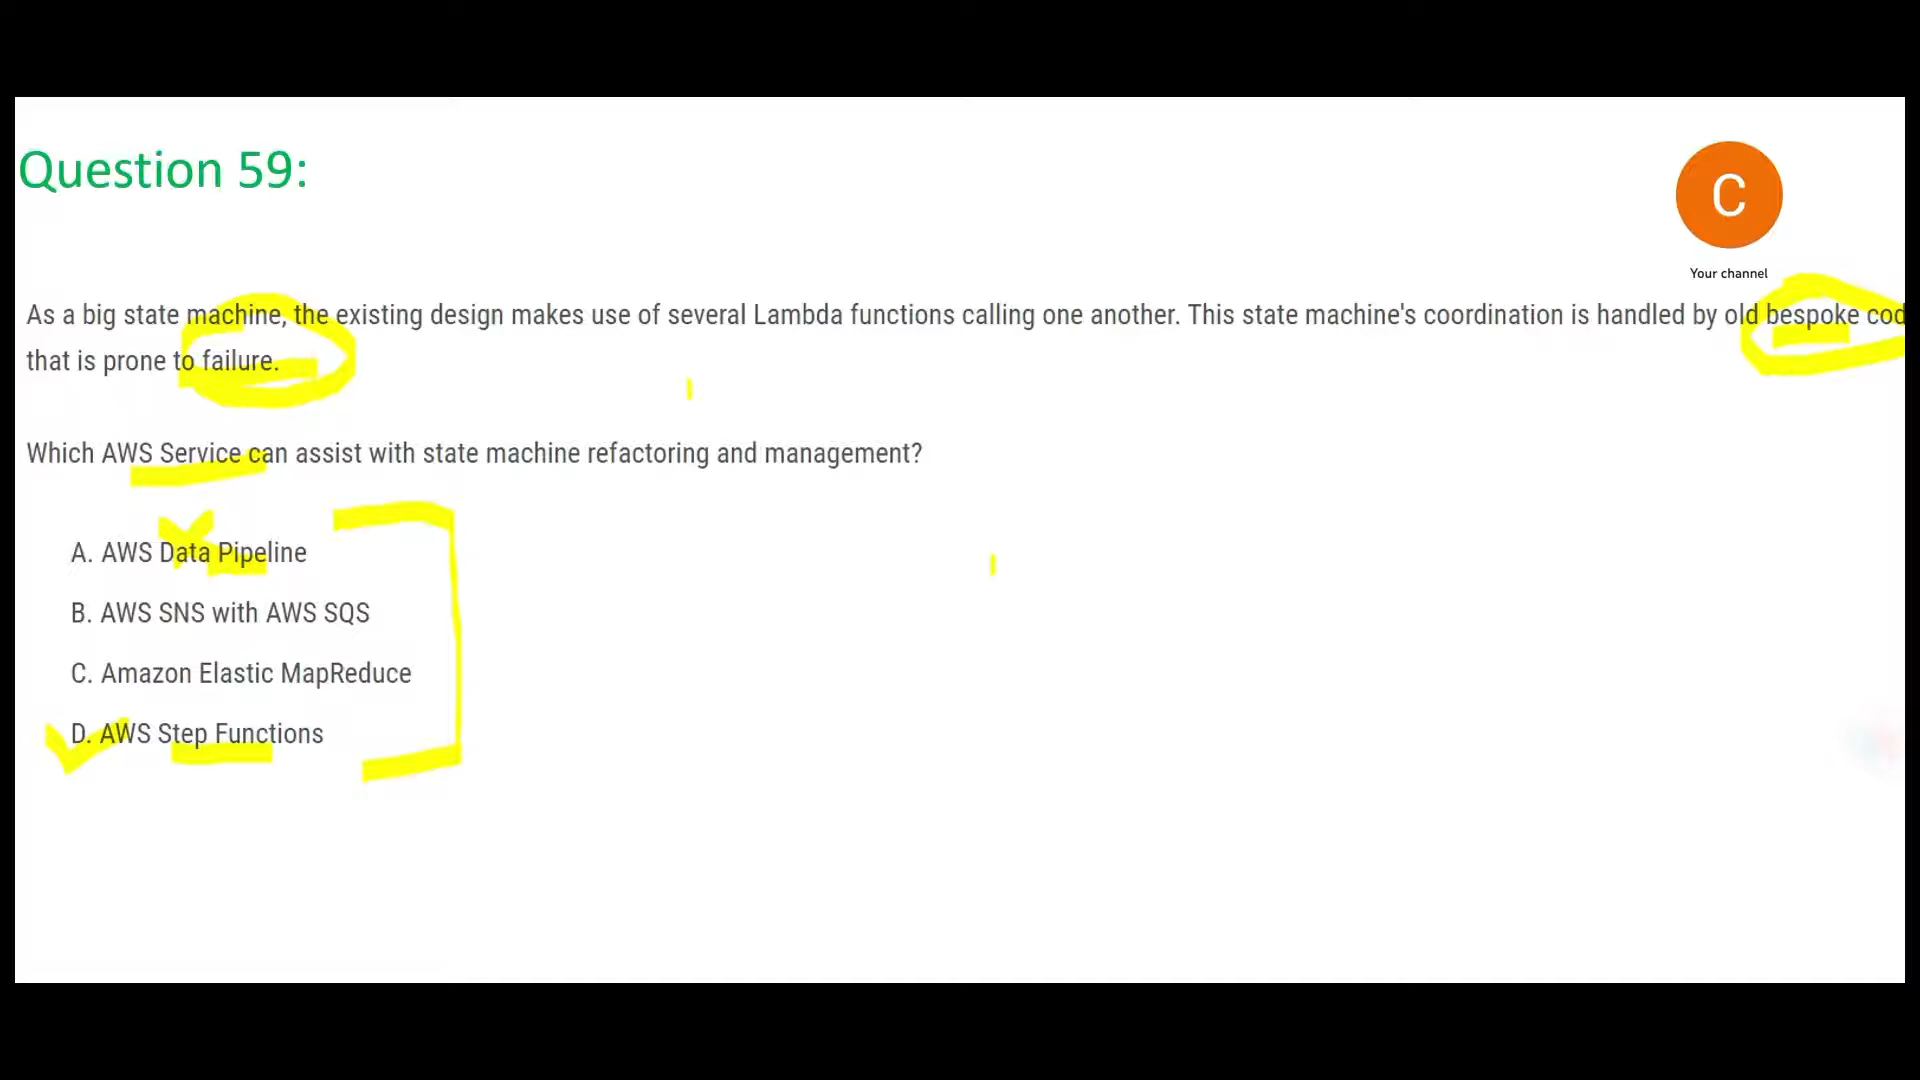 Question 59:
C
Your channel
As a big state machine, the existing design makes use of several Lambda functions calling one another. This state machine's coordination is handled by old bespoke cod
that is prone to failure.
Which AWS Service can assist with state machine refactoring and management?
A. AWS Data Pipeline
B. AWS SNS with AWS SQS
C. Amazon Elastic MapReduce
D. AWS Step Functions